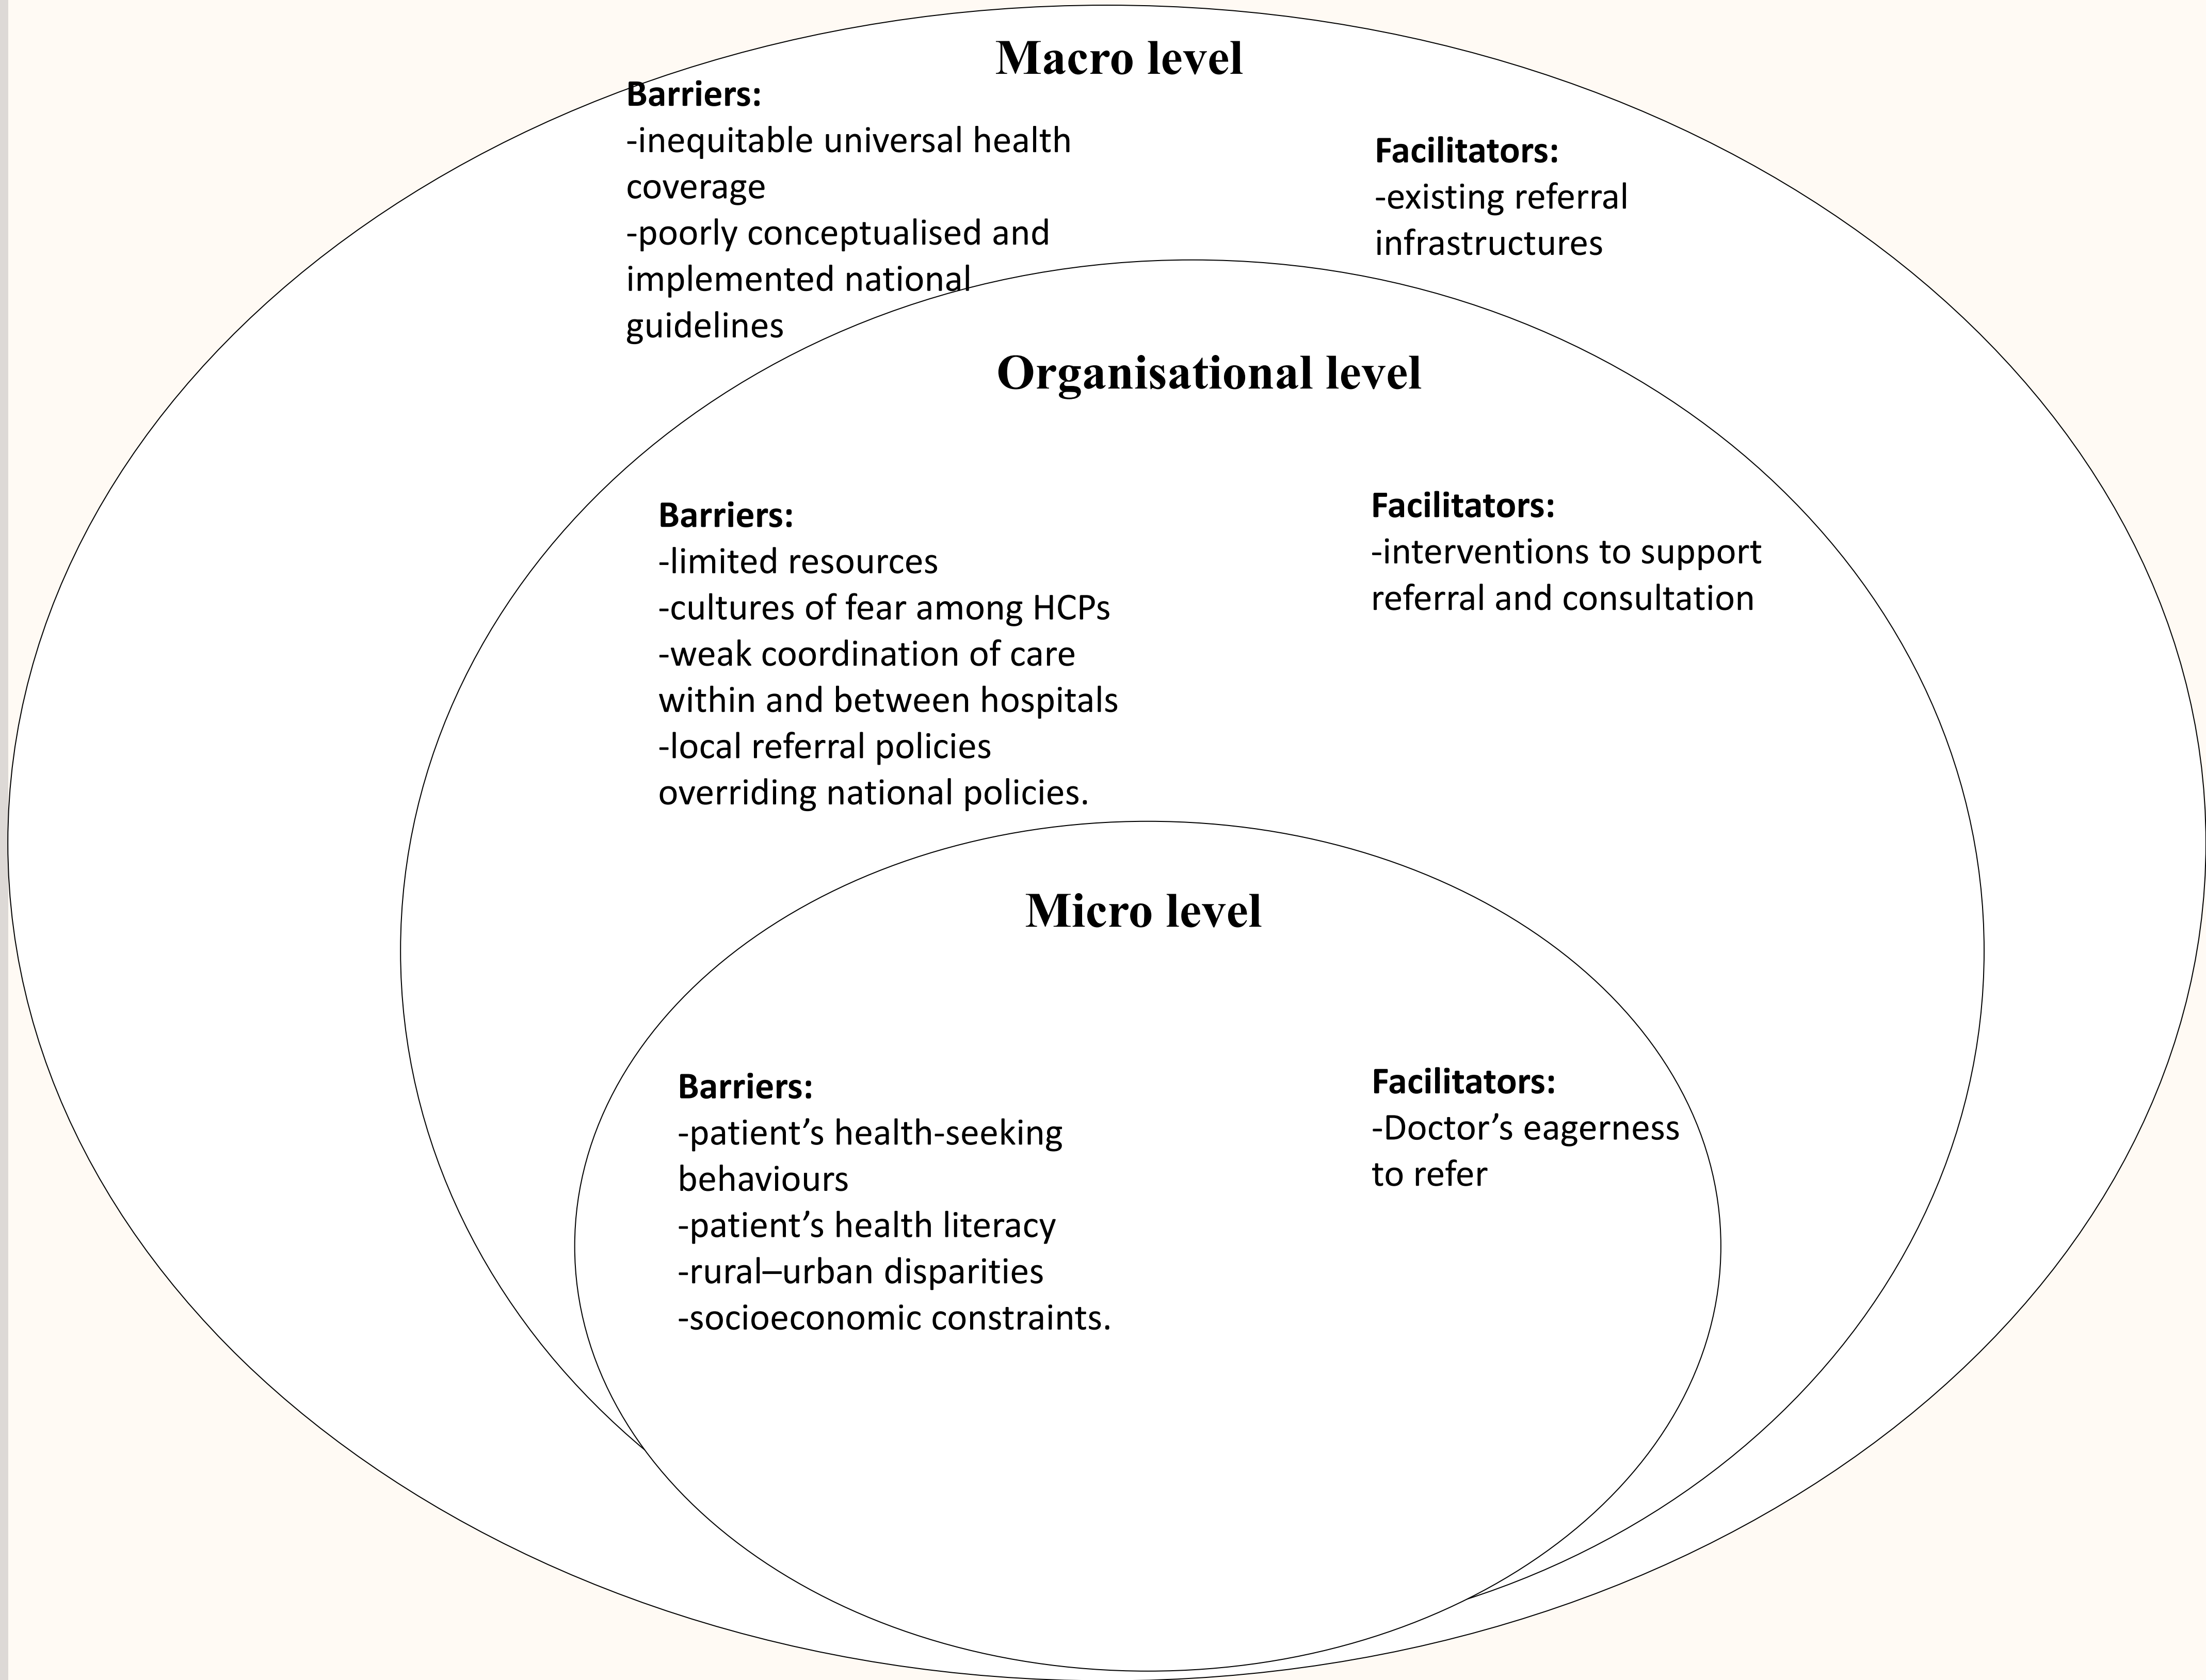 Macro level
Barriers:
-inequitable universal health
coverage
-poorly conceptualised and
implemented national
guidelines
Facilitators:
-existing referral
infrastructures
Organisational level
Barriers:
-limited resources
-cultures of fear among HCPs
-weak coordination of care
within and between hospitals
-local referral policies
overriding national policies.
Facilitators:
-interventions to support
referral and consultation
Micro level
Barriers:
-patient’s health-seeking
behaviours
-patient’s health literacy
-rural–urban disparities
-socioeconomic constraints.
Facilitators:
-Doctor’s eagerness
to refer